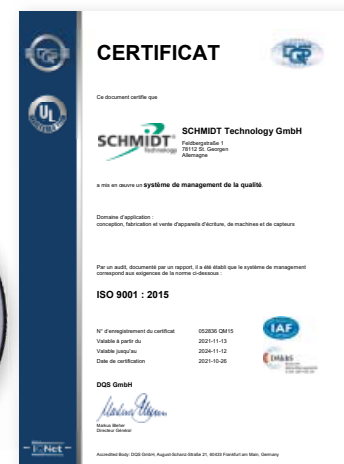 DQS
UL
CERTIFICAT
DQS
Ce document certifie que
SCHMIDT
Technology
SCHMIDT Technology GmbH
Feldbergstraße 1
78112 St. Georgen
Allemagne
a mis en œuvre un système de management de la qualité.
Domaine d'application :
conception, fabrication et vente d'appareils d'écriture, de machines et de capteurs
Par un audit, documenté par un rapport, il a été établi que le système de management
correspond aux exigences de la norme ci-dessous :
ISO 9001 : 2015
N° d'enregistrement du certificat 052836 QM15
Valable à partir du 2021-11-13
Valable jusqu'au 2024-11-12
Date de certification 2021-10-26
IAF
DAkkS
DQS GmbH
Markus Bleher
Directeur Général
Accredited Body: DQS GmbH, August-Schanz-Straße 21, 60433 Frankfurt am Main, Germany
– IQNet –